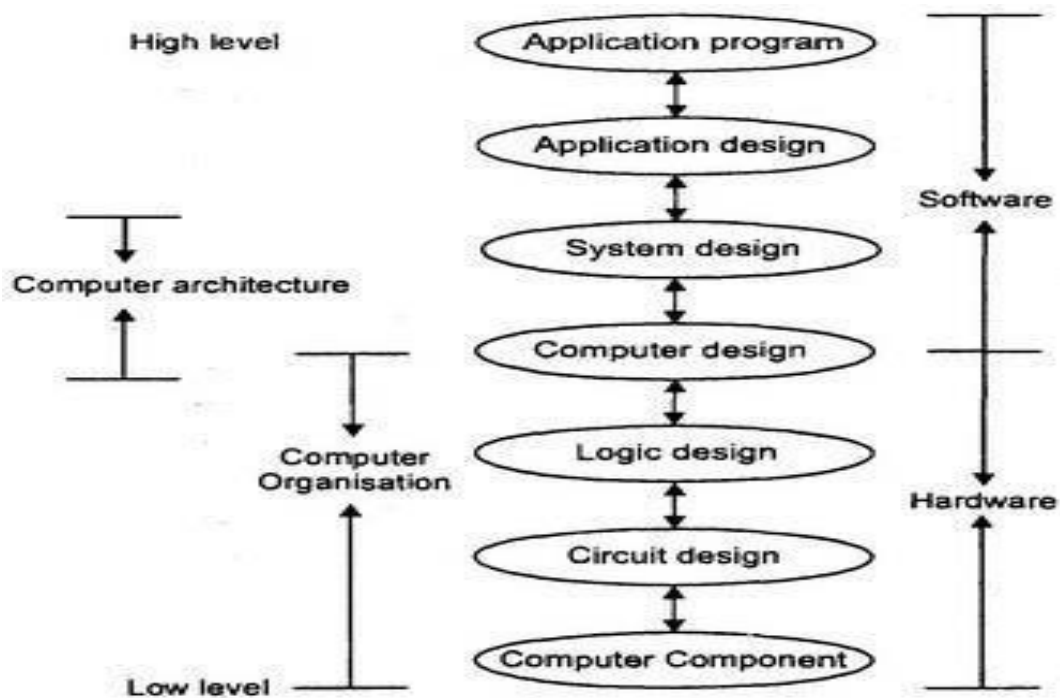 High level
Application program
Application design
Software
System design
Computer architecture
Computer design
Logic design
Computer
Organisation
Hardware
Circuit design
Computer Component
Low level